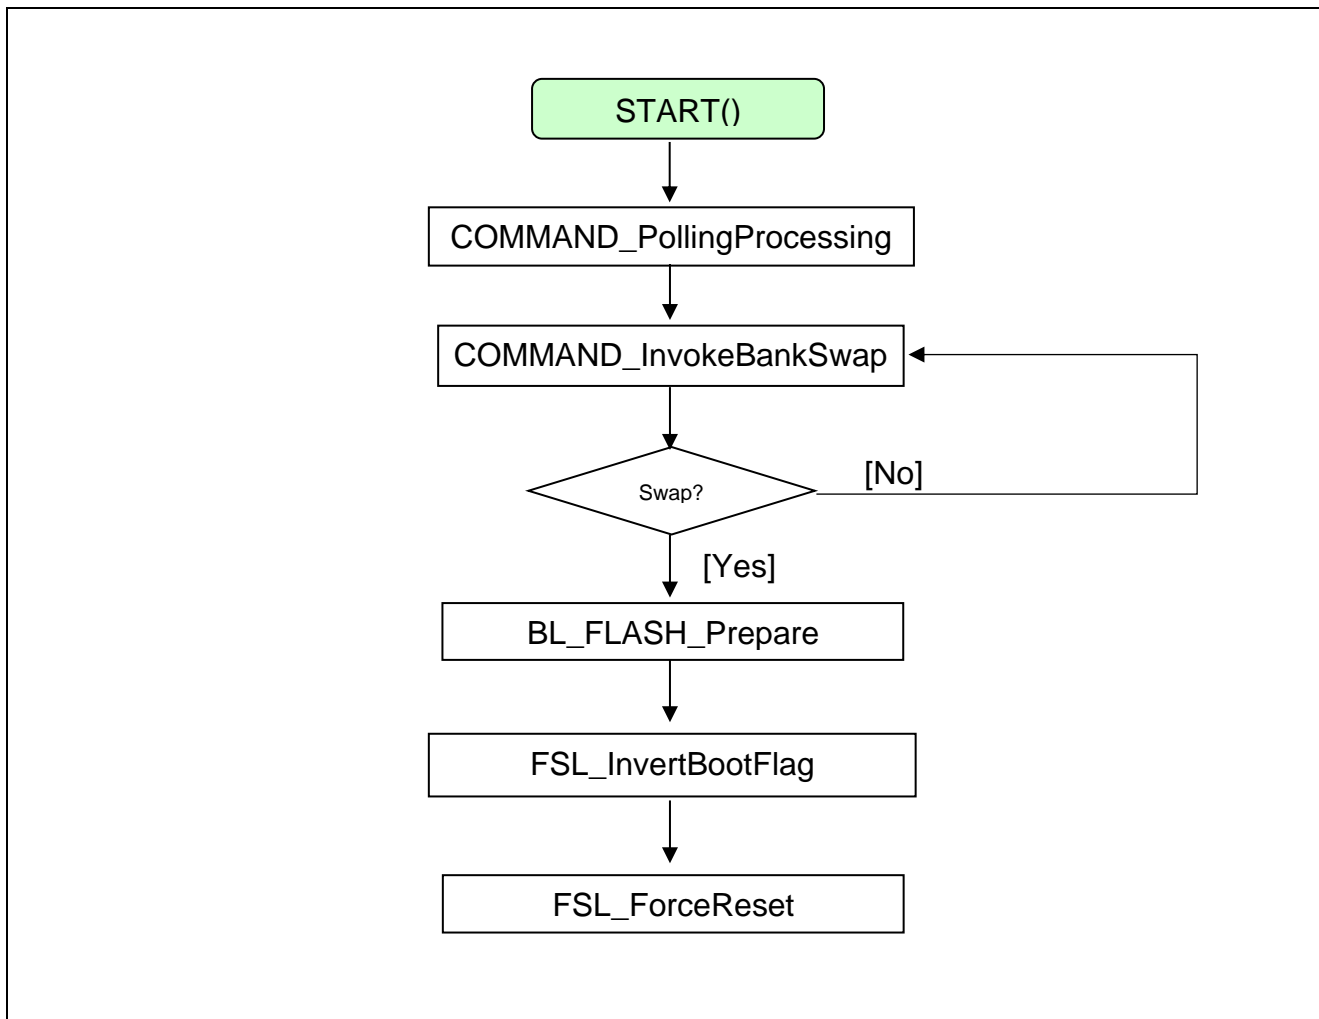 START()
COMMAND_PollingProcessing
COMMAND_InvokeBankSwap
Swap?
[No]
[Yes]
BL_FLASH_Prepare
FSL_InvertBootFlag
FSL_ForceReset